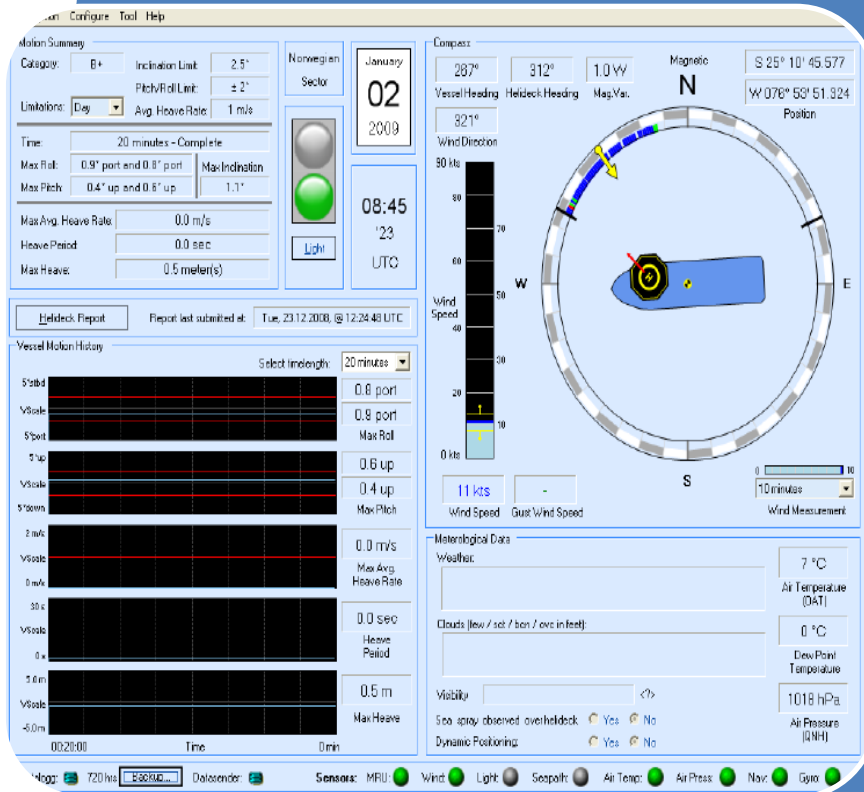 Configure Tool Help
Motion Summary
Category: B+ Inclination Limit: 2.5°
Pitch/Roll Limit: ± 2°
Limitations: Day Avg. Heave Rate: 1 m/s
Time: 20 minutes - Complete
Max Roll: 0.9° port and 0.8° port Max Inclination
Max Pitch: 0.4° up and 0.6° up 1.1°
Max Avg. Heave Rate: 0.0 m/s
Heave Period: 0.0 sec
Max Heave: 0.5 meter(s)
Norwegian
Sector
Light
January
02
2009
08:45
'23
UTC
Helideck Report Report last submitted at: Tue, 23.12.2008, @ 12:24:48 UTC
Vessel Motion History
Select timelength: 20 minutes
5°stbd
VScale
5°port
0.8 port
0.8 port
Max Roll
5°up
VScale
5°down
0.6 up
0.4 up
Max Pitch
2 m/s
VScale
0 m/s
0.0 m/s
Max Avg.
Heave Rate
30 s
VScale
0 s
0.0 sec
Heave
Period
5.0 m
VScale
-5.0m
0.5 m
Max Heave
00:20:00 Time 0 min
Compass
267° 312° 1.0 W
Vessel Heading Helideck Heading Mag.Var.
321°
Wind Direction
Magnetic
N
S 25° 10' 45.577
W 076° 53' 51.324
Position
90 kts
80
70
60
50
Wind
Speed
40
30
20
10
0 kts
W
H
E
S
11 kts -
Wind Speed Gust Wind Speed
0 10
10 minutes
Wind Measurement
Meterological Data
Weather:
Clouds (few / sct / bcn / ovc in feet):
Visibility <?>
Sea spray observed over helideck Yes No
Dynamic Positioning: Yes No
7 °C
Air Temperature
(OAT)
0 °C
Dew Point
Temperature
1018 hPa
Air Pressure
(QNH)
720 hrs Backup... Datasender: Sensors: MRU: Wind: Light: Seapath: Air Temp: Air Press: Nav: Gyro: